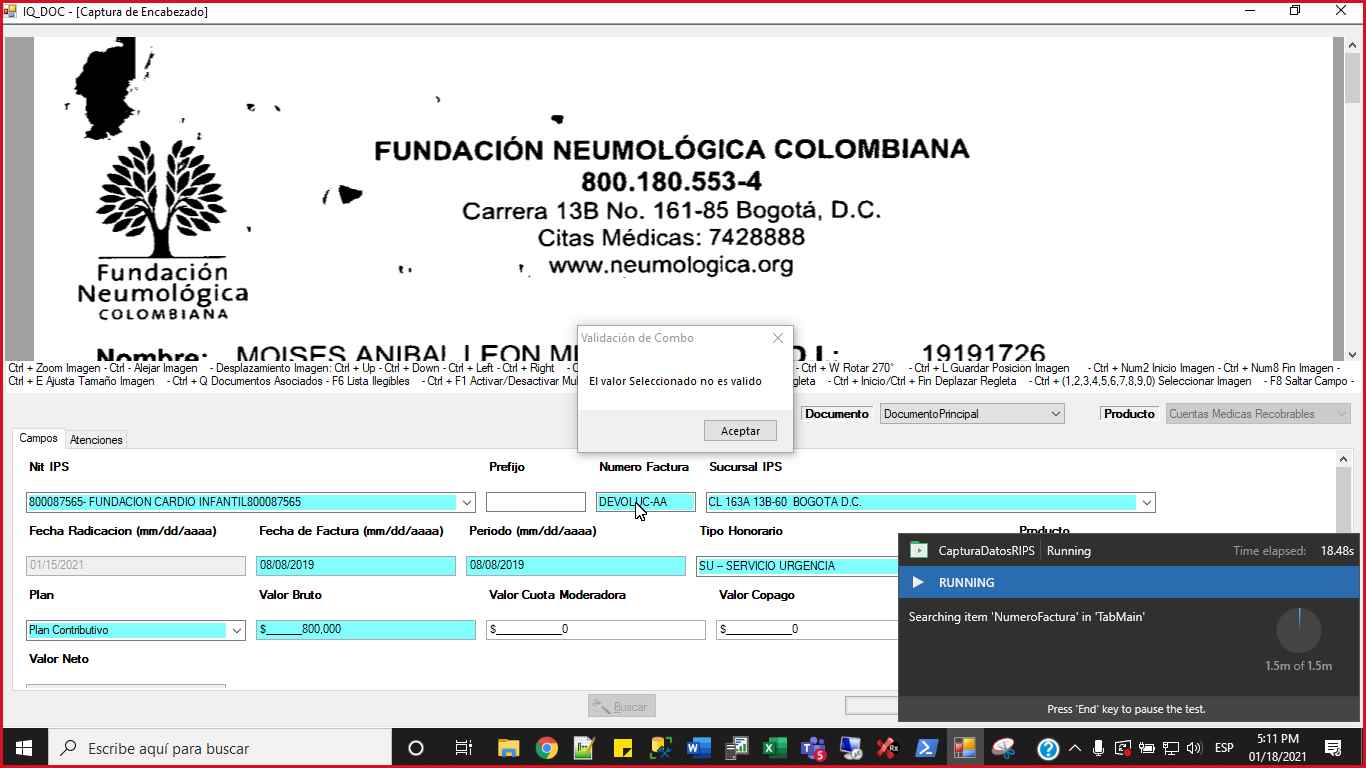 IQ_DOC - [Captura de Encabezado]
FUNDACIÓN NEUMOLÓGICA COLOMBIANA
800.180.553-4
Carrera 13B No. 161-85 Bogotá, D.C.
Citas Médicas: 7428888
www.neumologica.org
Fundación
Neumológica
COLOMBIANA
Nombre: MOISES ANIBAL LEON
19191726
Ctrl + Zoom Imagen - Ctrl - Alejar Imagen - Desplazamiento Imagen: Ctrl + Up - Ctrl + Down - Ctrl + Left - Ctrl + Right - Ctrl + W Rotar 270° - Ctrl + L Guardar Posicion Imagen - Ctrl + Num2 Inicio Imagen - Ctrl + Num8 Fin Imagen -
Ctrl + E Ajusta Tamaño Imagen - Ctrl + Q Documentos Asociados - F6 Lista Ilegibles - Ctrl + F1 Activar/Desactivar - Ctrl + Inicio/Ctrl + Fin Deplazar Regleta - Ctrl + (1,2,3,4,5,6,7,8,9,0) Seleccionar Imagen - F8 Saltar Campo -
Validación de Combo
El valor Seleccionado no es valido
Aceptar
Documento DocumentoPrincipal Producto Cuentas Medicas Recobrables
Campos Atenciones
Nit IPS Prefijo Numero Factura Sucursal IPS
800087565- FUNDACION CARDIO INFANTIL800087565 DEVOLUC-AA CL 163A 13B-60 BOGOTA D.C.
Fecha Radicacion (mm/dd/aaaa) Fecha de Factura (mm/dd/aaaa) Periodo (mm/dd/aaaa) Tipo Honorario Producto
01/15/2021 08/08/2019 08/08/2019 SU – SERVICIO URGENCIA
Plan Valor Bruto Valor Cuota Moderadora Valor Copago
Plan Contributivo $______800,000 $__________0 $__________0
Valor Neto
Buscar
CapturaDatosRIPS Running Time elapsed: 18.48s
RUNNING
Searching item 'NumeroFactura' in 'TabMain'
1.5m of 1.5m
Press 'End' key to pause the test.
Escribe aquí para buscar
ESP
5:11 PM
01/18/2021